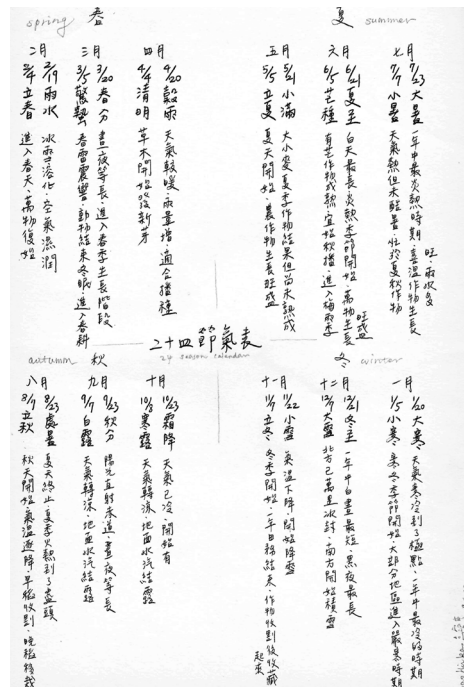 spring 春
二月
2/4 立春 進入春天·萬物復始
2/19 雨水 冰雪溶化·空氣濕潤
三月
3/5 驚蟄 春雷震響·動物結束冬眠·進入春耕
3/20 春分 晝夜等長·進入春季生長階段
四月
4/4 清明 草木開始發新芽
4/20 穀雨 天氣較暖·雨量增·適合播種
夏 summer
五月
5/5 立夏 夏天開始·農作物生長旺盛
5/21 小滿 大小麥夏季作物結果但尚未熟成
六月
6/5 芒種 有芒作物成熟宜始秋播·進入梅雨季
6/21 夏至 白天最長炎熱季節開始·萬物生長旺盛
七月
7/7 小暑 天氣熱但未酷暑·夏秋作物
7/23 大暑 一年中最炎熱時期·喜溫作物生長旺 雨水多
二十四節氣表
24 seasons calendar
autumn 秋
八月
8/7 立秋 秋天開始·氣溫逐降·早稻收割·晚稻移栽
8/23 處暑 夏天終止·夏季火熱到了盡頭
九月
9/7 白露 天氣轉涼·地面水汽結露
9/23 秋分 陽光直射赤道·晝夜等長
十月
10/8 寒露 天氣轉涼·地面水汽結露
10/23 霜降 天氣已冷·開始有
冬 winter
十一月
11/7 立冬 冬季開始·一年田務結束·作物收割後收藏起來
11/22 小雪 氣溫下降·開始降雪
十二月
12/7 大雪 北方已萬里冰封·南方開始積雪
12/21 冬至 一年中白晝最短·黑夜最長
一月
1/5 小寒 寒冬季節開始·大部分地區進入嚴寒時期
1/20 大寒 天氣寒冷到了極點·一年中最冷的時期